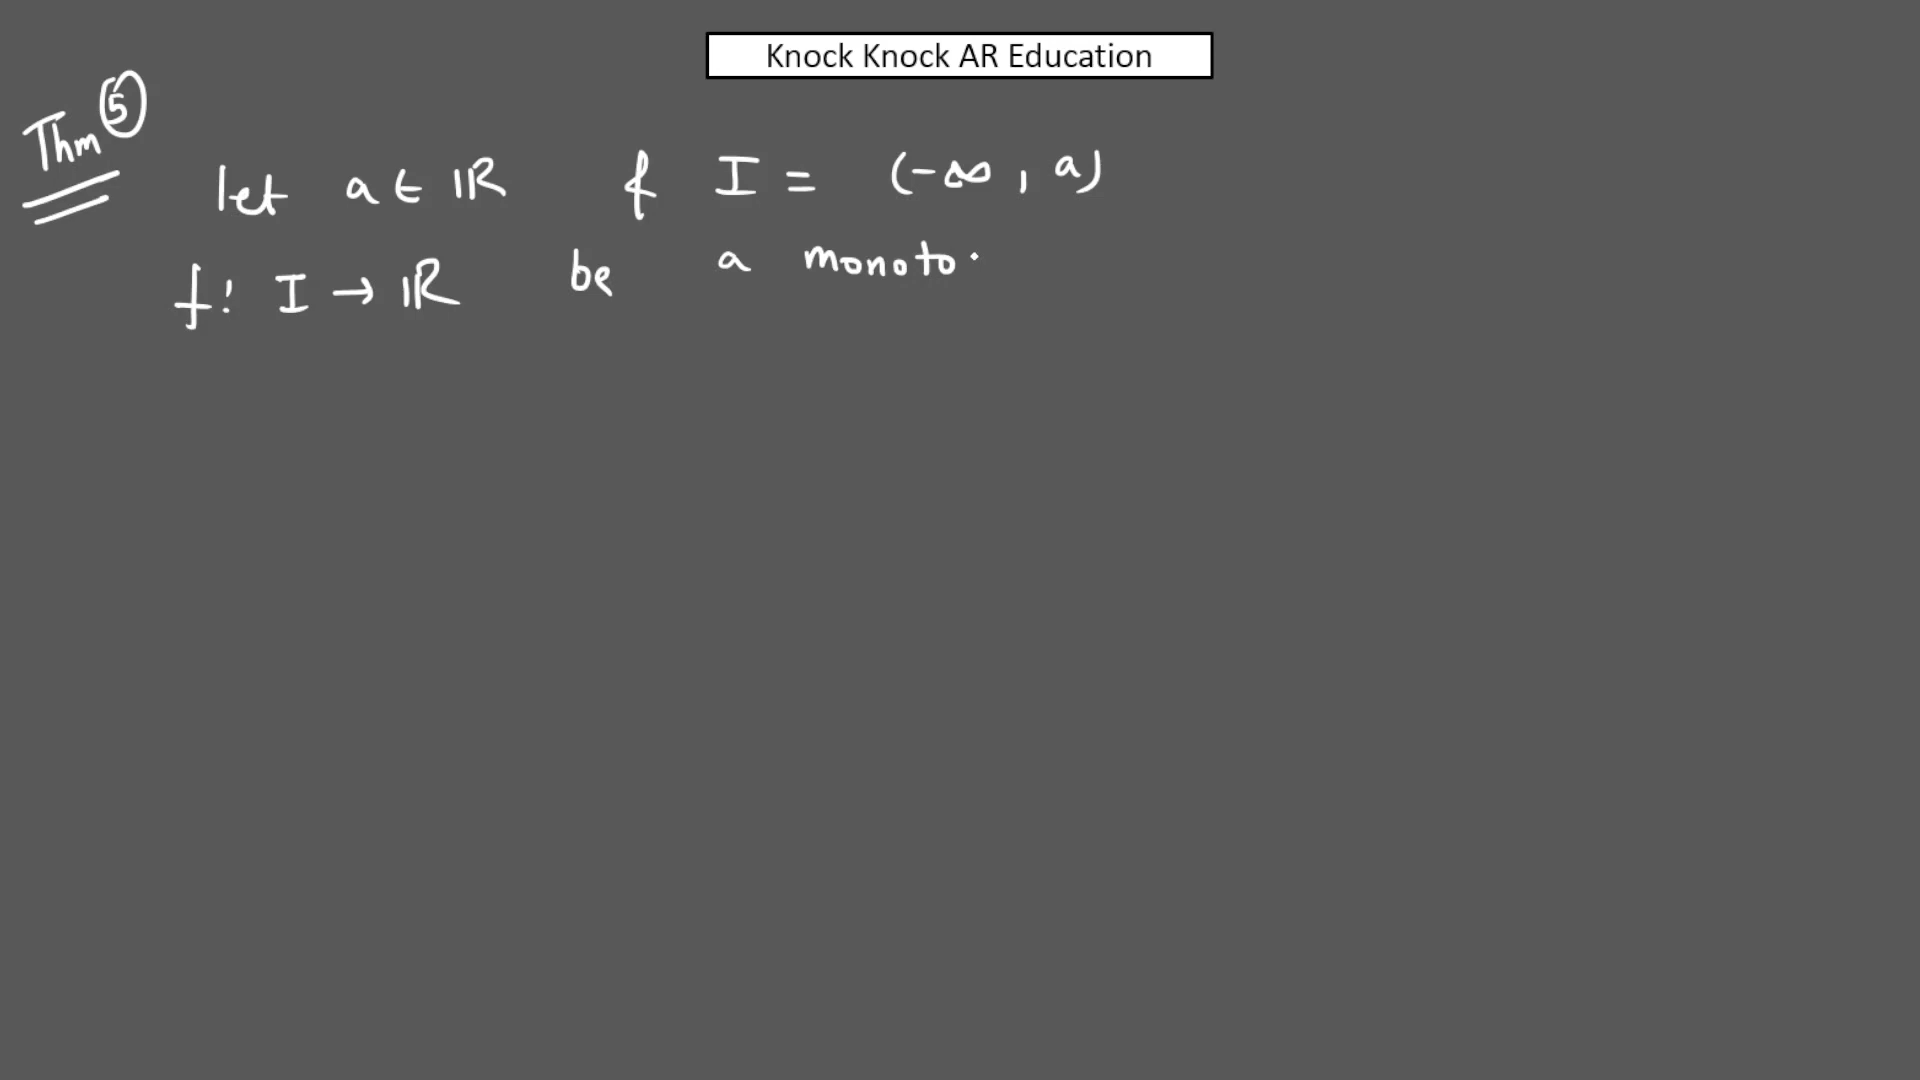 Knock Knock AR Education
Thm ⑤
let a ∈ ℝ & I = (-∞, a)
f: I → ℝ be a monoto